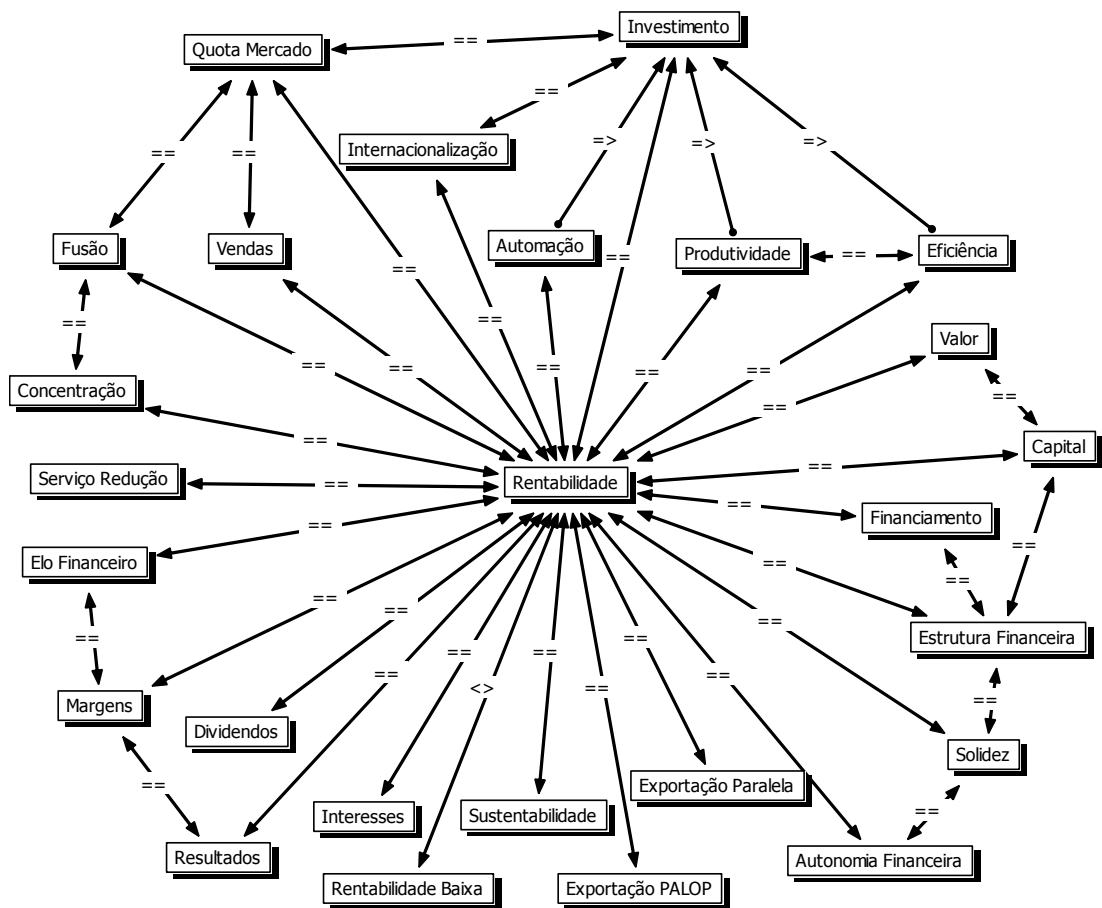 Investimento
Quota Mercado
==
==
Internacionalização
=>
=>
=>
==
==
Fusão
Vendas
Automação
Produtividade
Eficiência
==
==
==
==
==
Valor
==
==
==
==
==
==
Concentração
==
==
==
Capital
==
==
Serviço Redução
==
Rentabilidade
==
Financiamento
==
==
Elo Financeiro
==
==
==
==
==
==
==
Estrutura Financeira
==
==
==
==
==
<>
==
==
Margens
==
Dividendos
Solidez
==
Exportação Paralela
Interesses
Sustentabilidade
==
Resultados
Autonomia Financeira
Rentabilidade Baixa
Exportação PALOP